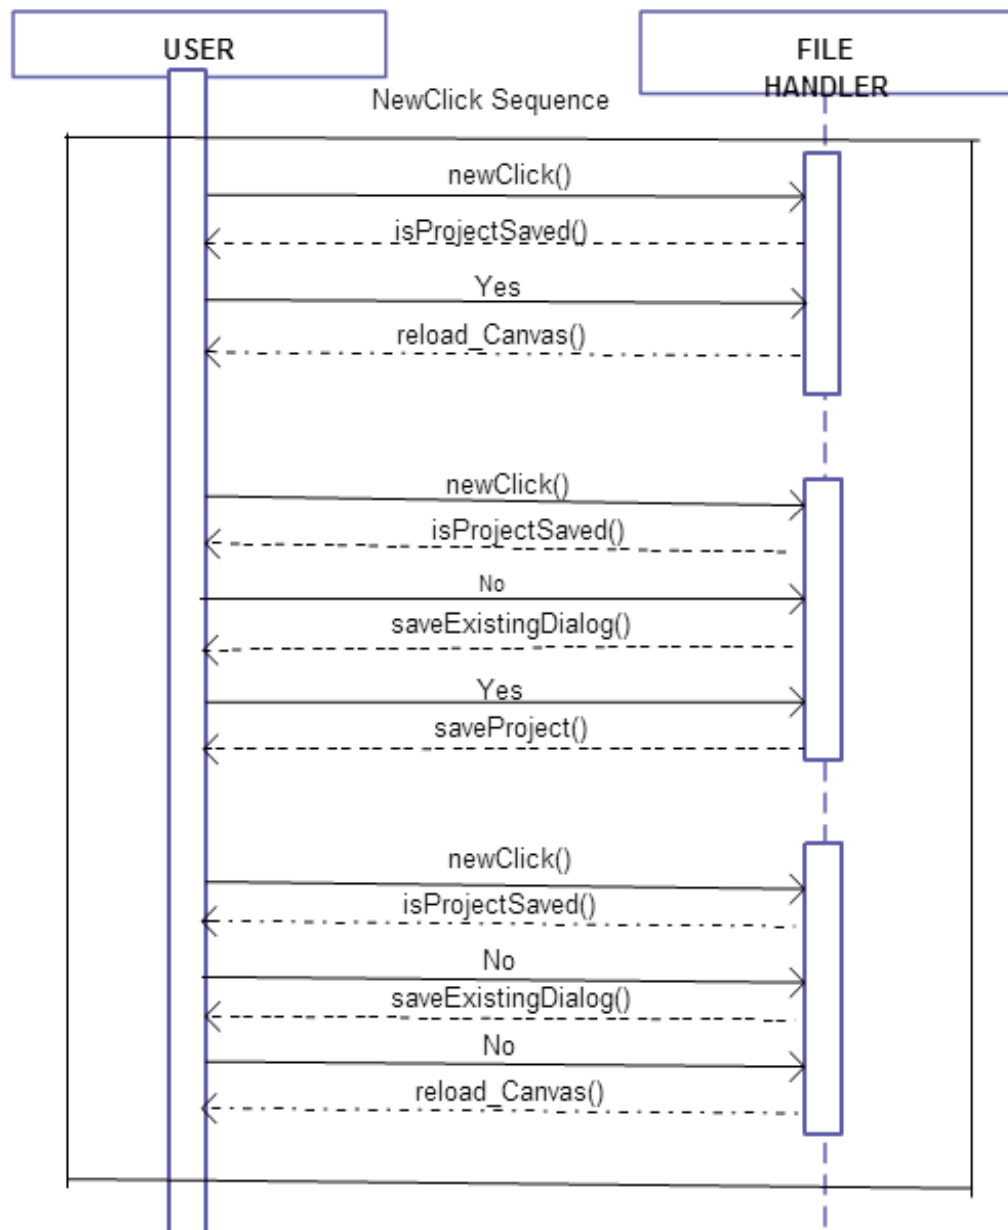 USER
FILE
HANDLER
NewClick Sequence
newClick()
isProjectSaved()
Yes
reload_Canvas()
newClick()
isProjectSaved()
No
saveExistingDialog()
Yes
saveProject()
newClick()
isProjectSaved()
No
saveExistingDialog()
No
reload_Canvas()